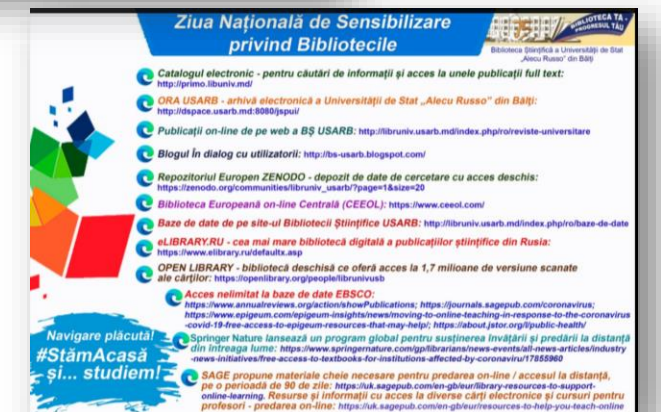 Ziua Națională de Sensibilizare
privind Bibliotecile
BIBLIOTECA TA -
PROGRESUL TĂU
Biblioteca Științifică a Universității de Stat
„Alecu Russo” din Bălți
Catalogul electronic - pentru căutări de informații și acces la unele publicații full text:
http://primo.libuniv.md/
ORA USARB - arhivă electronică a Universității de Stat „Alecu Russo” din Bălți:
http://dspace.usarb.md:8080/jspui/
Publicații on-line de pe web a BȘ USARB: http://libruniv.usarb.md/index.php/ro/reviste-universitare
Blogul În dialog cu utilizatorii: http://bs-usarb.blogspot.com/
Repozitoriul Europen ZENODO - depozit de date de cercetare cu acces deschis:
https://zenodo.org/communities/libruniv_usarb/?page=1&size=20
Biblioteca Europeană on-line Centrală (CEEOL): https://www.ceeol.com/
Baze de date de pe site-ul Bibliotecii Științifice USARB: http://libruniv.usarb.md/index.php/ro/baze-de-date
eLIBRARY.RU - cea mai mare bibliotecă digitală a publicațiilor științifice din Rusia:
https://www.elibrary.ru/defaultx.asp
OPEN LIBRARY - bibliotecă deschisă ce oferă acces la 1,7 milioane de versiune scanate
ale cărților: https://openlibrary.org/people/librunivusb
Acces nelimitat la baze de date EBSCO:
https://www.annualreviews.org/action/showPublications; https://journals.sagepub.com/coronavirus;
https://www.epigeum.com/epigeum-insights/news/moving-to-online-teaching-in-response-to-the-coronavirus
-covid-19-free-access-to-epigeum-resources-that-may-help/; https://about.jstor.org/l/public-health/
Springer Nature lansează un program global pentru susținerea învățării și predării la distanță
din întreaga lume: https://www.springernature.com/gp/librarians/news-events/all-news-articles/industry
-news-initiatives/free-access-to-textbooks-for-institutions-affected-by-coronaviru/17855960
SAGE propune materiale cheie necesare pentru predarea on-line / accesul la distanță,
pe o perioadă de 90 de zile: https://uk.sagepub.com/en-gb/eur/library-resources-to-support-
online-learning. Resurse și informații cu acces la diverse cărți electronice și cursuri pentru
profesori - predarea on-line: https://uk.sagepub.com/en-gb/eur/resources-to-help-you-teach-online
Navigare plăcută!
#StămAcasă
și... studiem!